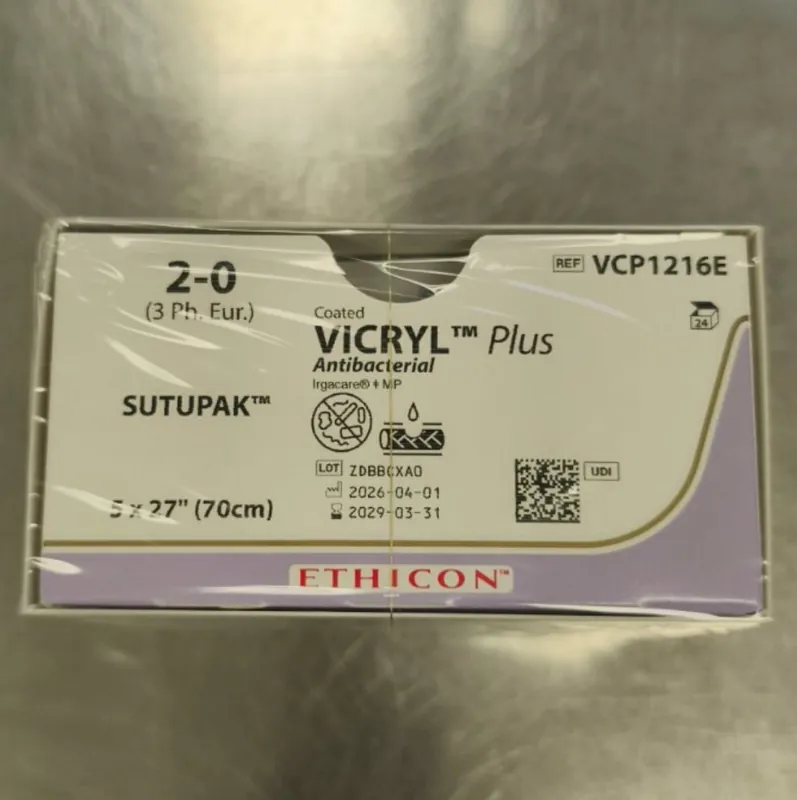 2-0
(3 Ph. Eur.)
REF VCP1216E
24
Coated
VICRYL™ Plus
Antibacterial
Irgacare®ǂ MP
SUTUPAK™
LOT ZDBBCXA0
2026-04-01
2029-03-31
UDI
5 x 27" (70cm)
ETHICON™